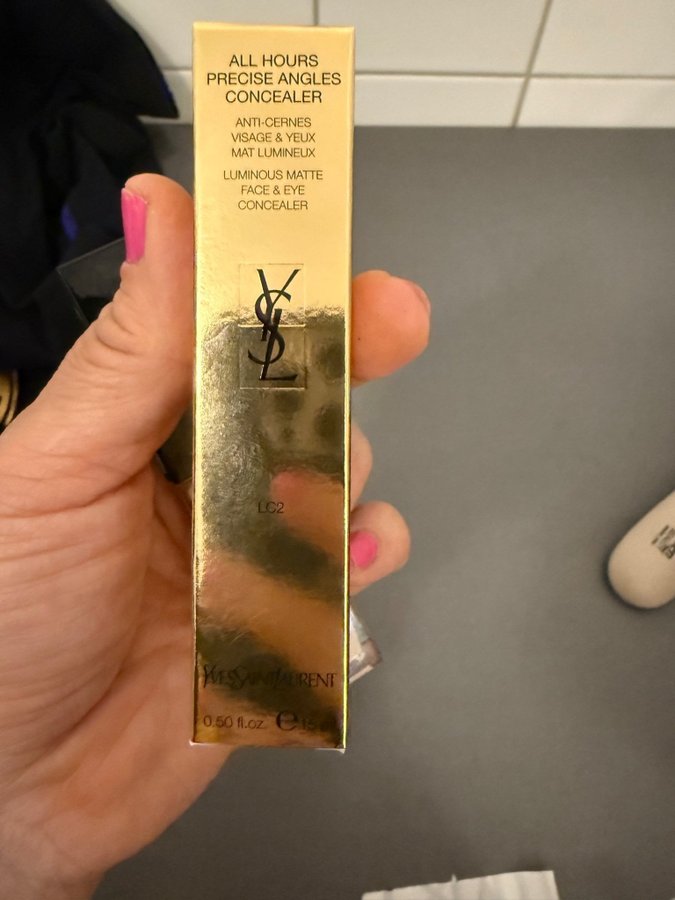 ALL HOURS
PRECISE ANGLES
CONCEALER
ANTI-CERNES
VISAGE & YEUX
MAT LUMINEUX
LUMINOUS MATTE
FACE & EYE
CONCEALER
YSL
LC2
YVESSAINTLAURENT
0.50 fl.oz. e 15